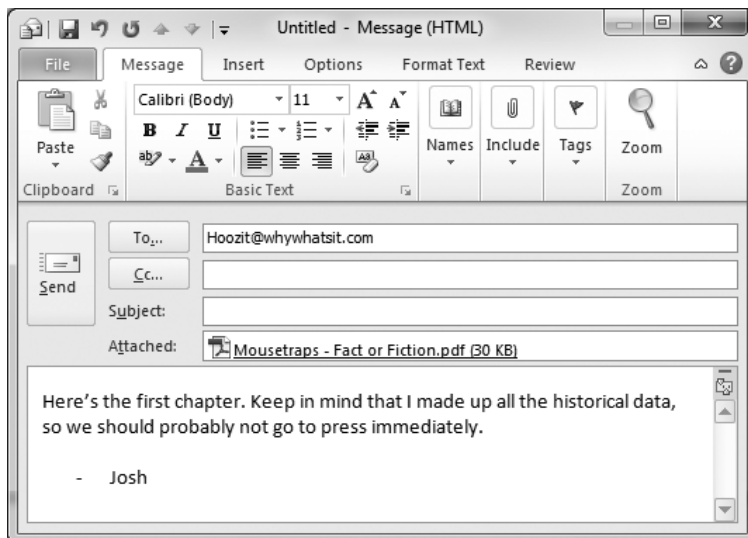 Untitled - Message (HTML)
File Message Insert Options Format Text Review
Calibri (Body) 11 A A
B I U
Paste
ab A Aa
Names Include Tags Zoom
Clipboard Basic Text Zoom
To... Hoozit@whywhatsit.com
Cc...
Send
Subject:
Attached: Mousetraps - Fact or Fiction.pdf (30 KB)
Here's the first chapter. Keep in mind that I made up all the historical data,
so we should probably not go to press immediately.
- Josh